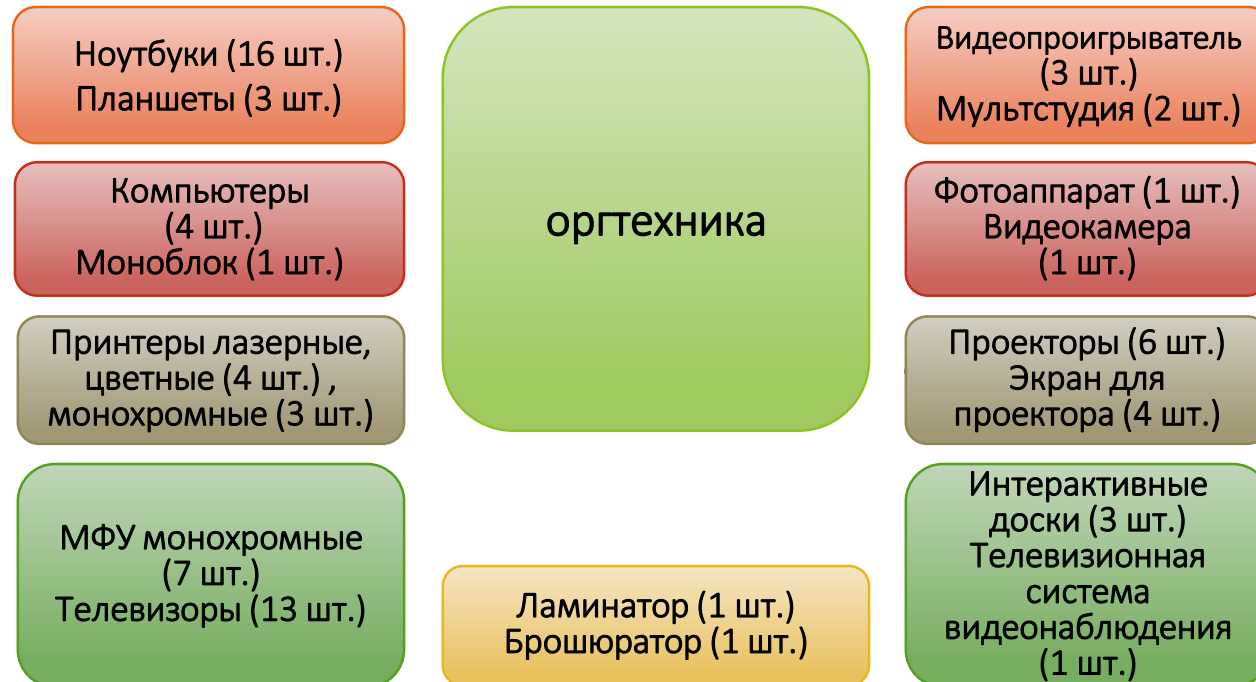 Ноутбуки (16 шт.)
Планшеты (3 шт.)
Компьютеры
(4 шт.)
Моноблок (1 шт.)
Принтеры лазерные,
цветные (4 шт.) ,
монохромные (3 шт.)
МФУ монохромные
(7 шт.)
Телевизоры (13 шт.)
оргтехника
Ламинатор (1 шт.)
Брошюратор (1 шт.)
Видеопроигрыватель
(3 шт.)
Мультстудия (2 шт.)
Фотоаппарат (1 шт.)
Видеокамера
(1 шт.)
Проекторы (6 шт.)
Экран для
проектора (4 шт.)
Интерактивные
доски (3 шт.)
Телевизионная
система
видеонаблюдения
(1 шт.)